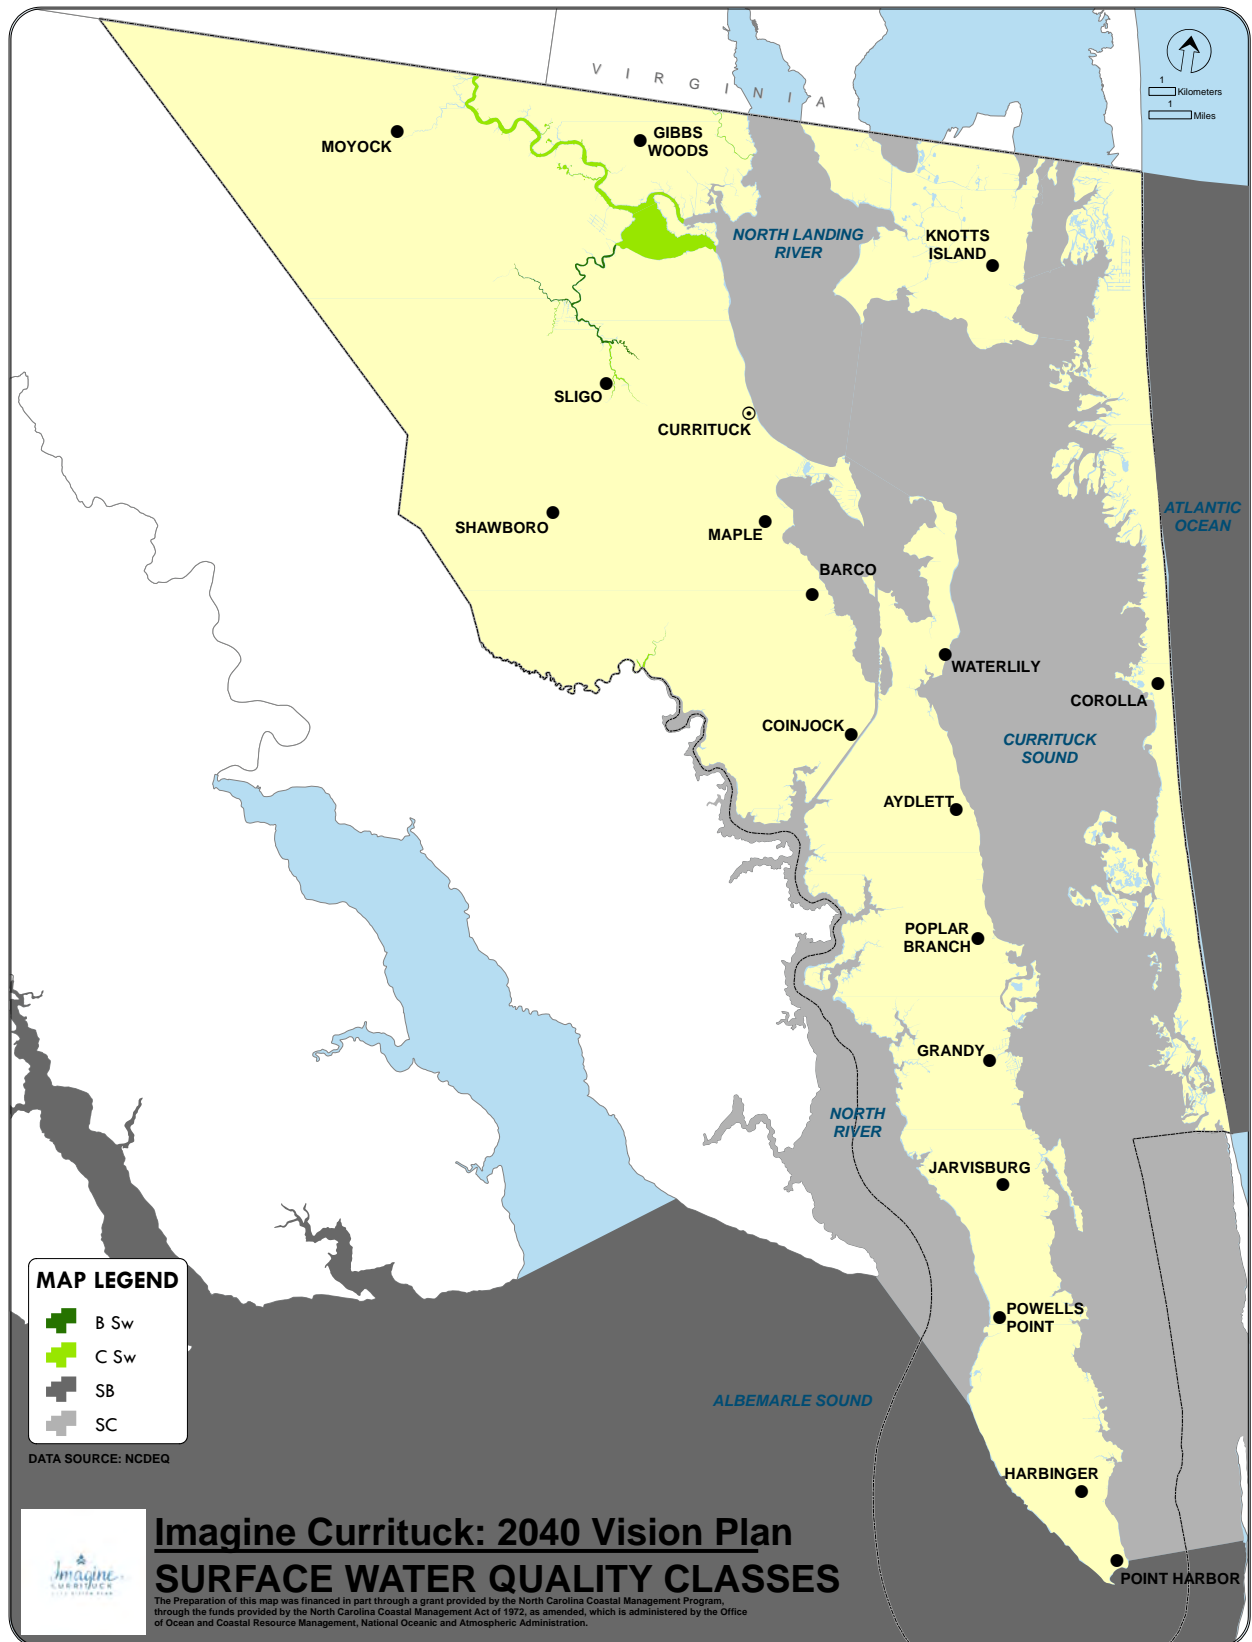 VIRGINIA
1
Kilometers
1
Miles
MOYOCK
GIBBS
WOODS
NORTH LANDING
RIVER
KNOTTS
ISLAND
SLIGO
CURRITUCK
ATLANTIC
OCEAN
SHAWBORO
MAPLE
BARCO
WATERLILY
COROLLA
COINJOCK
CURRITUCK
SOUND
AYDLETT
POPLAR
BRANCH
GRANDY
NORTH
RIVER
JARVISBURG
POWELLS
POINT
ALBEMARLE SOUND
HARBINGER
POINT HARBOR
MAP LEGEND
B Sw
C Sw
SB
SC
DATA SOURCE: NCDEQ
Imagine
CURRITUCK
2040 VISION PLAN
Imagine Currituck: 2040 Vision Plan
SURFACE WATER QUALITY CLASSES
The Preparation of this map was financed in part through a grant provided by the North Carolina Coastal Management Program,
through the funds provided by the North Carolina Coastal Management Act of 1972, as amended, which is administered by the Office
of Ocean and Coastal Resource Management, National Oceanic and Atmospheric Administration.